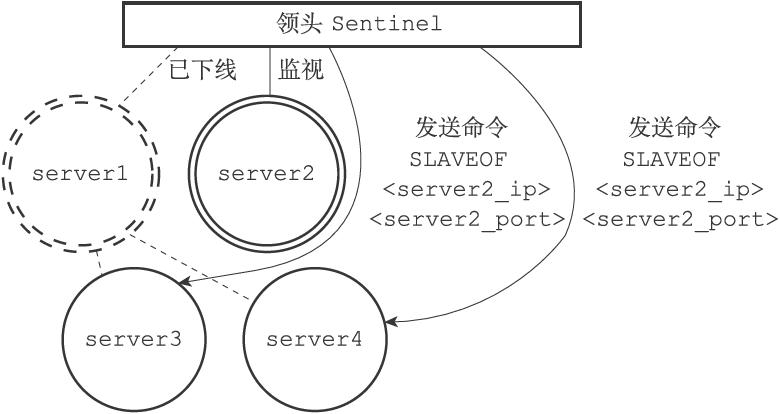 领头 Sentinel
已下线
监视
server1
server2
发送命令
SLAVEOF
<server2_ip>
<server2_port>
发送命令
SLAVEOF
<server2_ip>
<server2_port>
server3
server4